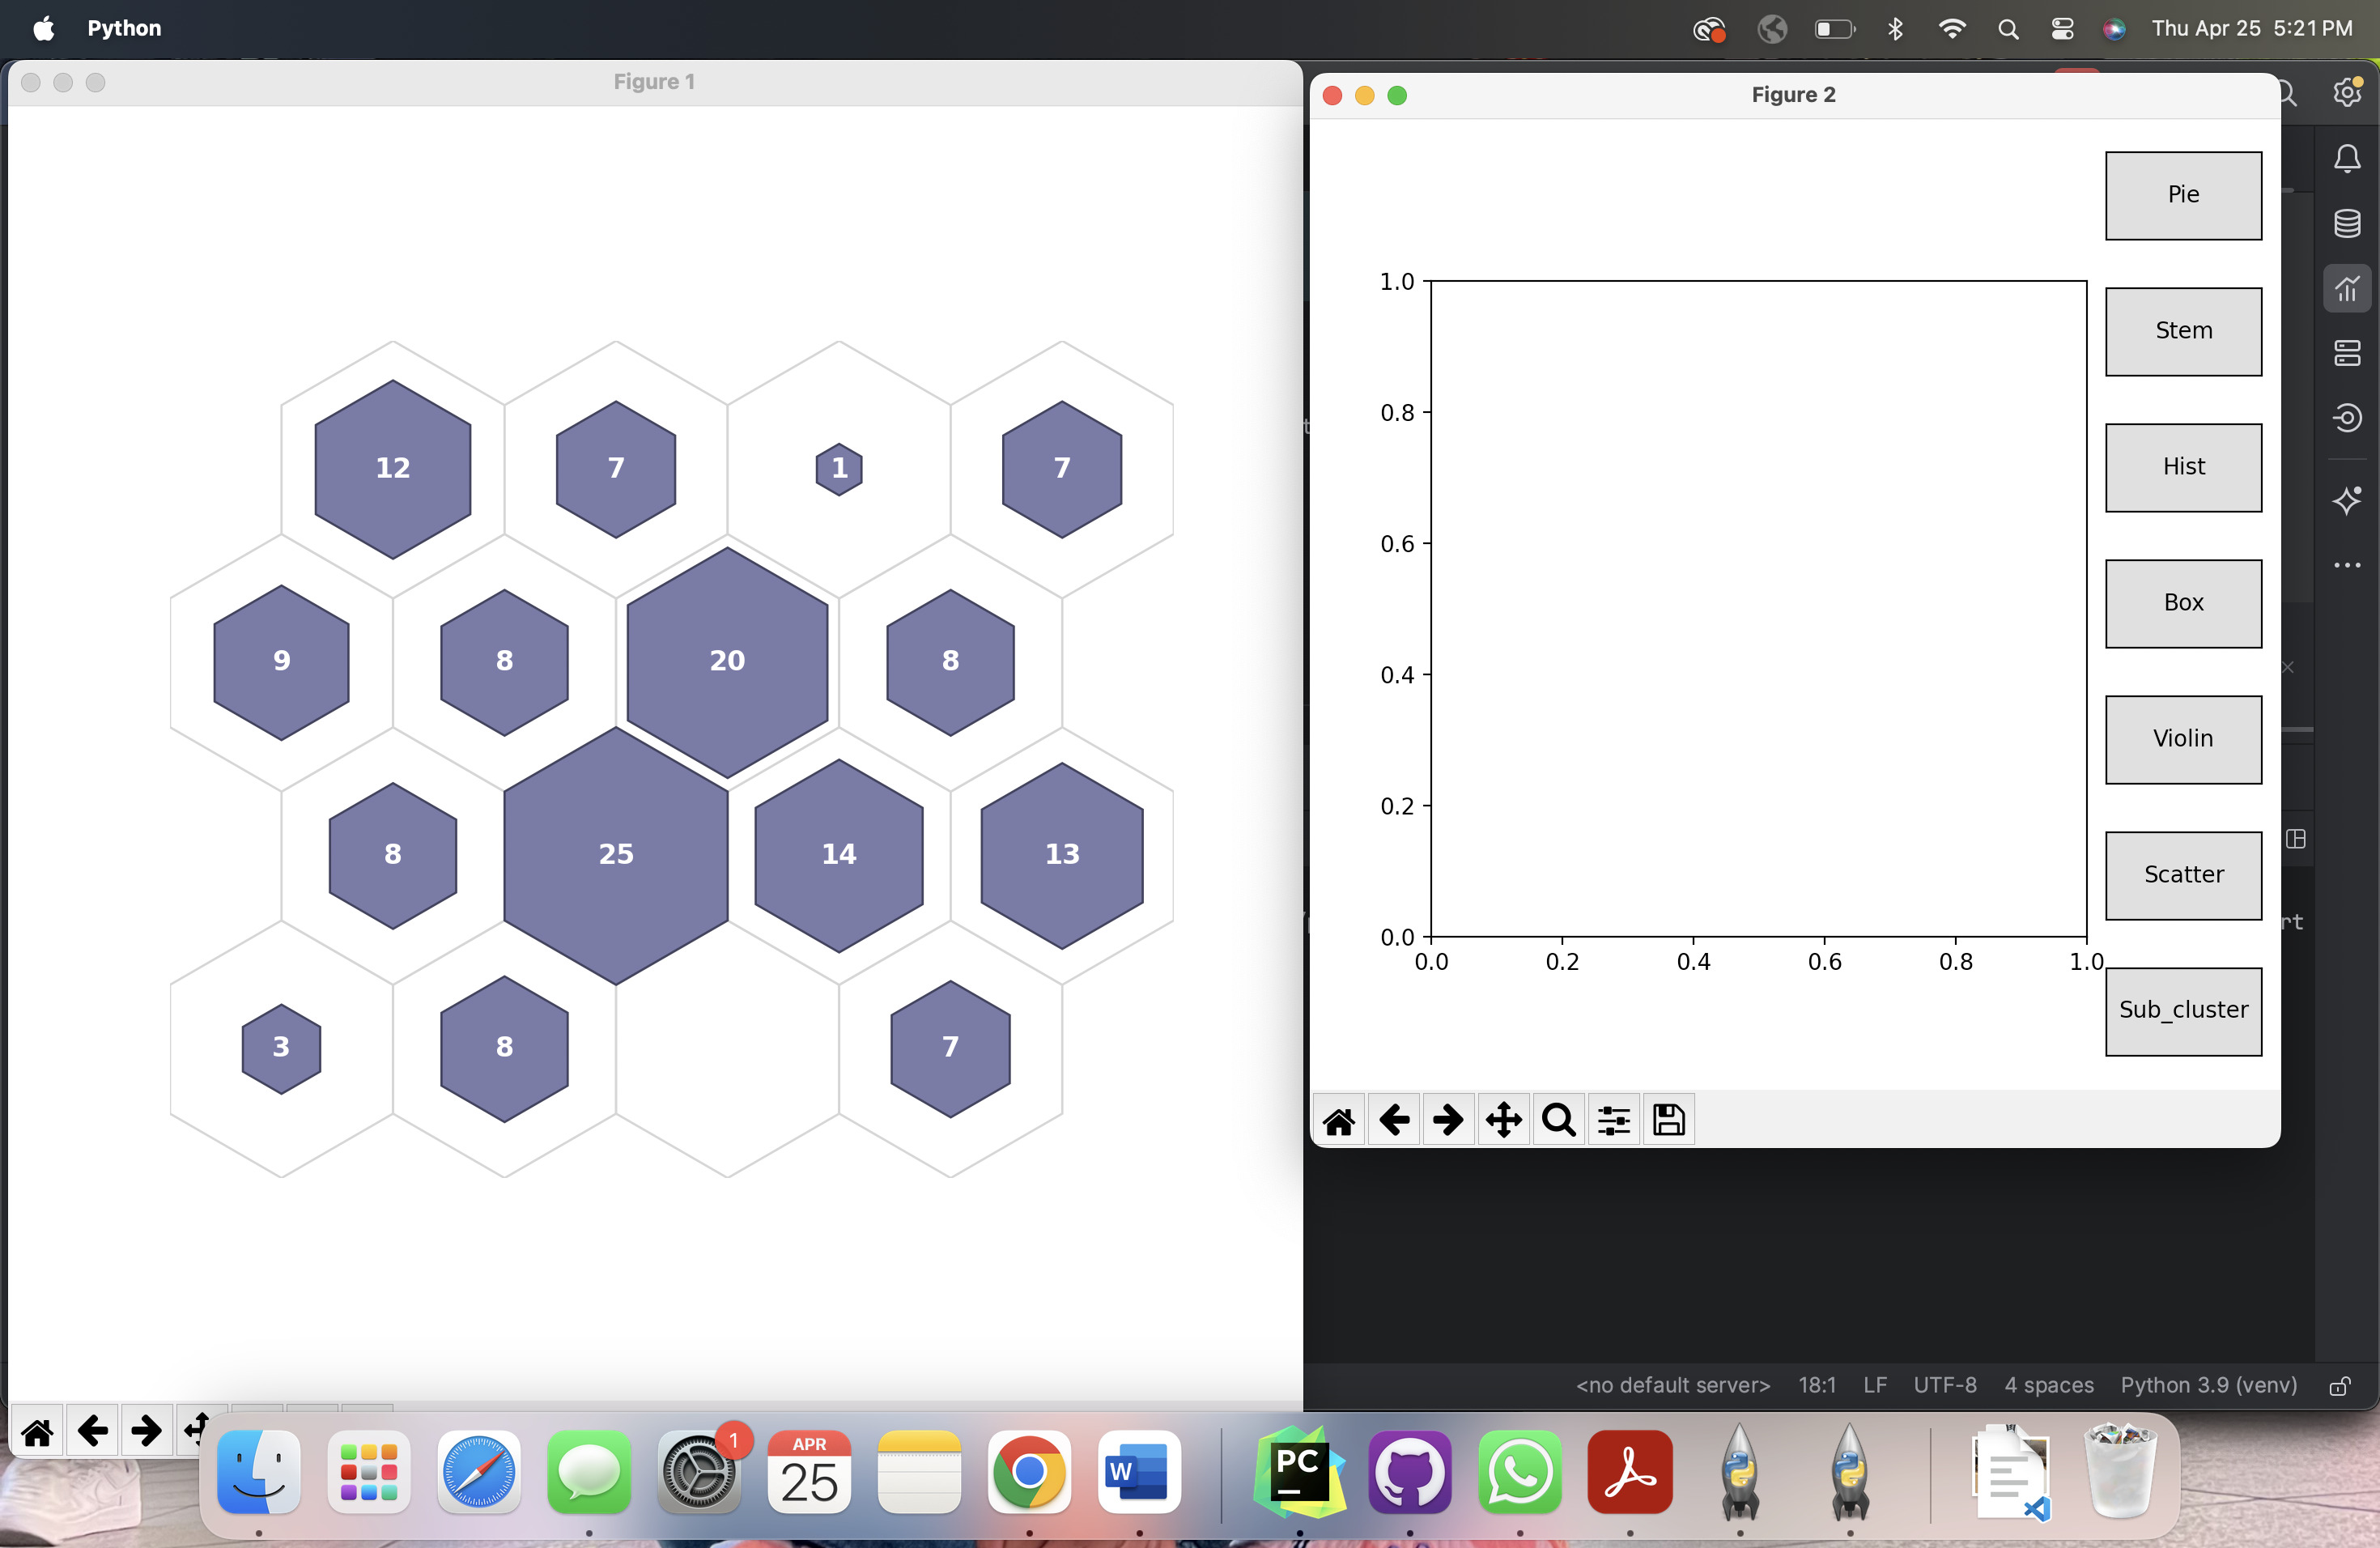 Python
Thu Apr 25 5:21 PM
Figure 1
12 7 1 7
9 8 20 8
8 25 14 13
3 8 7
Figure 2
Pie
Stem
Hist
Box
Violin
Scatter
Sub_cluster
1.0
0.8
0.6
0.4
0.2
0.0
0.0 0.2 0.4 0.6 0.8 1.0
rt
<no default server> 18:1 LF UTF-8 4 spaces Python 3.9 (venv)
1
APR
25
W
PC